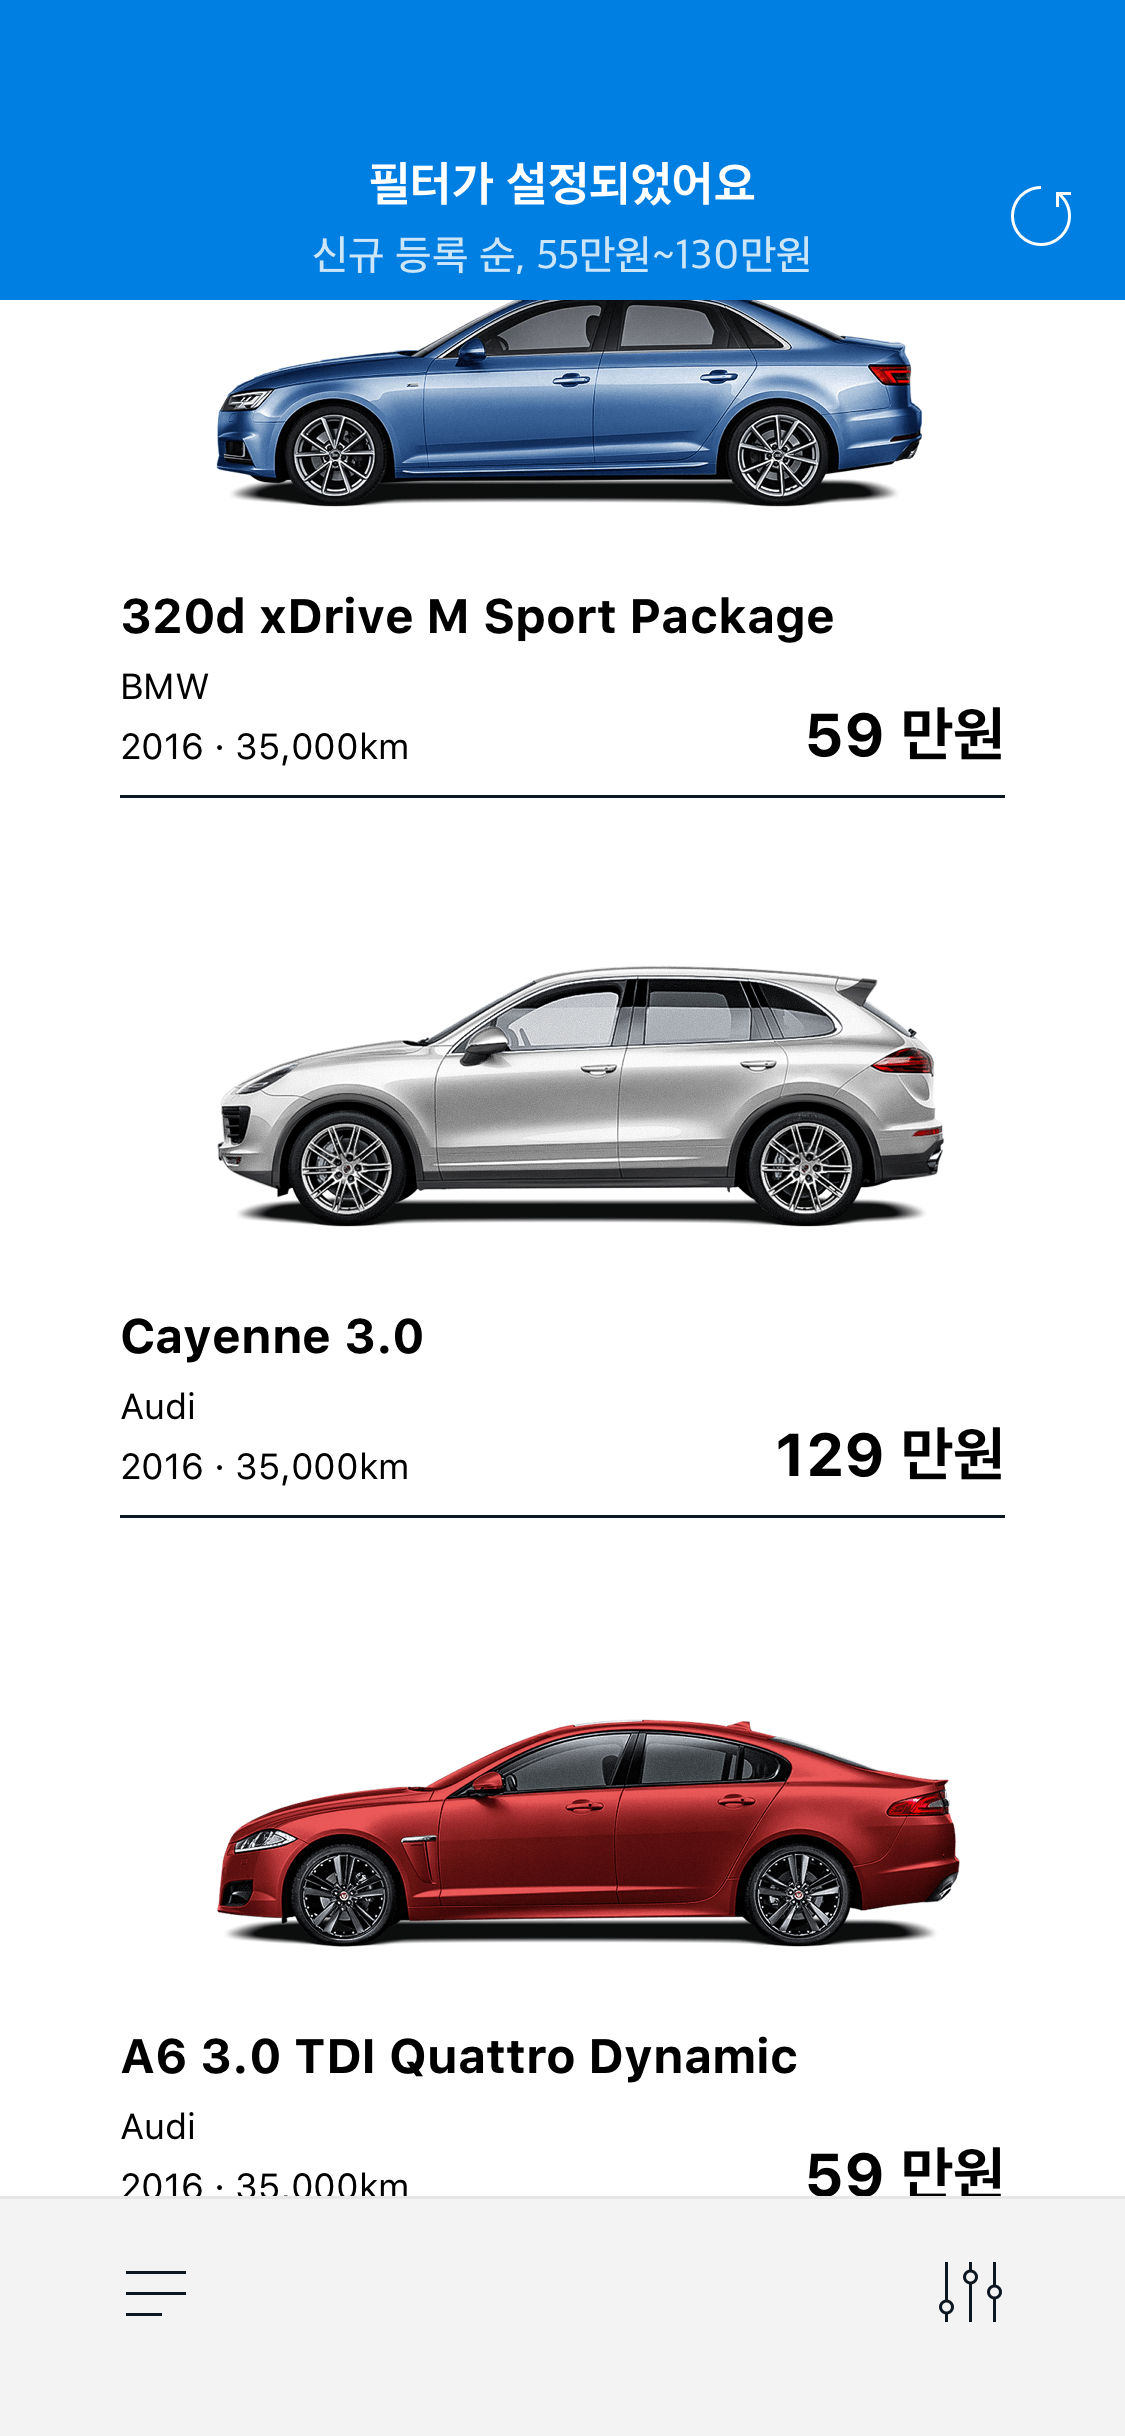 필터가 설정되었어요
신규 등록 순, 55만원~130만원
320d xDrive M Sport Package
BMW
2016 · 35,000km
59 만원
Cayenne 3.0
Audi
2016 · 35,000km
129 만원
A6 3.0 TDI Quattro Dynamic
Audi
2016 · 35,000km
59 만원